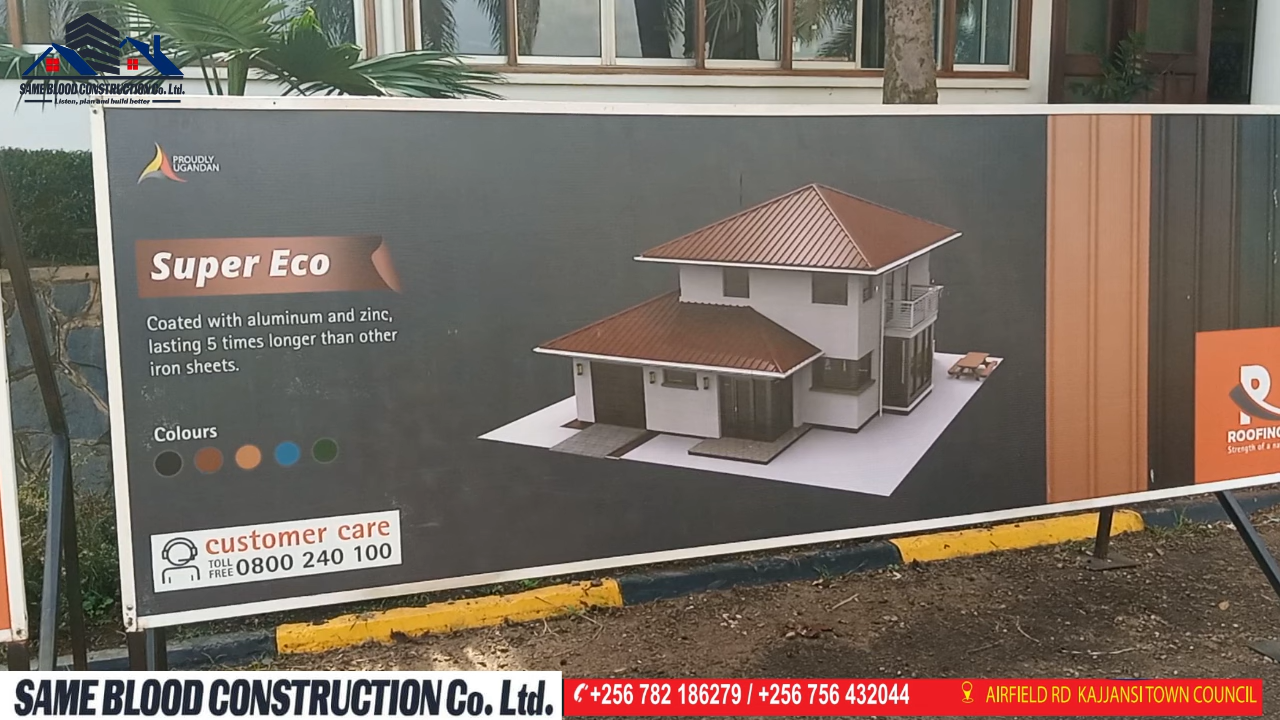 SAME BLOOD CONSTRUCTION Co. Ltd.
Listen, plan and build better
PROUDLY
UGANDAN
Super Eco
Coated with aluminum and zinc,
lasting 5 times longer than other
iron sheets.
Colours
customer care
TOLL
FREE 0800 240 100
Strength of a
SAME BLOOD CONSTRUCTION Co. Ltd.
+256 782 186279 / +256 756 432044
AIRFIELD RD KAJJANSI TOWN COUNCIL